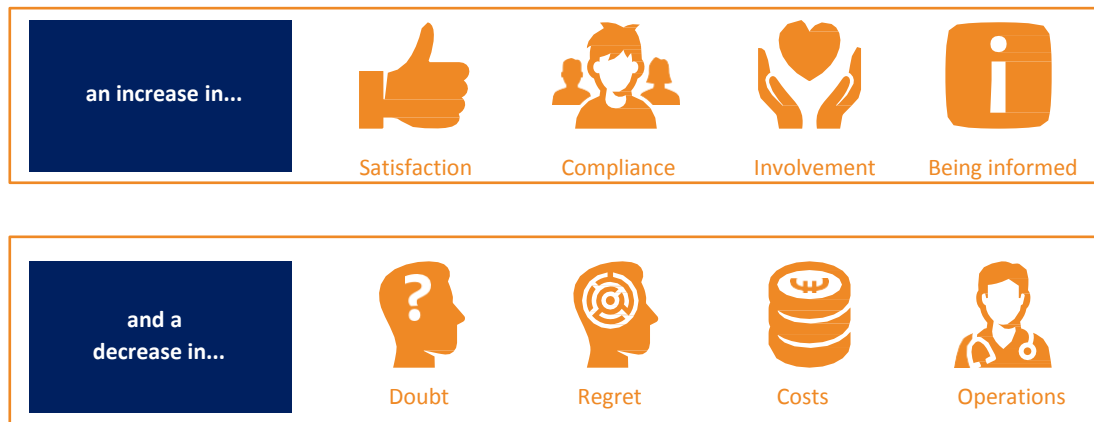 an increase in...
Satisfaction
Compliance
Involvement
Being informed
and a
decrease in...
?
Doubt
Regret
Costs
Operations